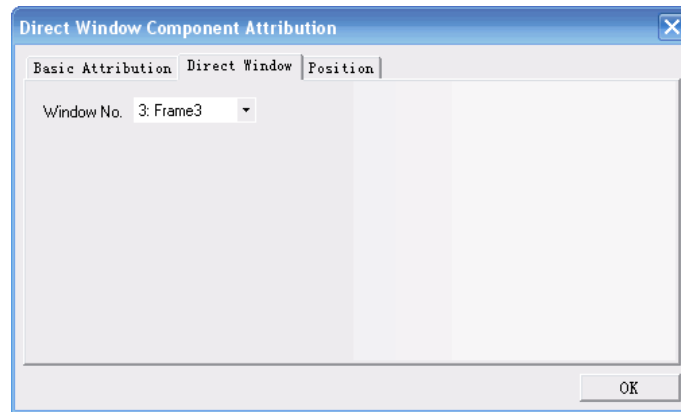 Direct Window Component Attribution
Basic Attribution Direct Window Position
Window No. 3: Frame3
OK